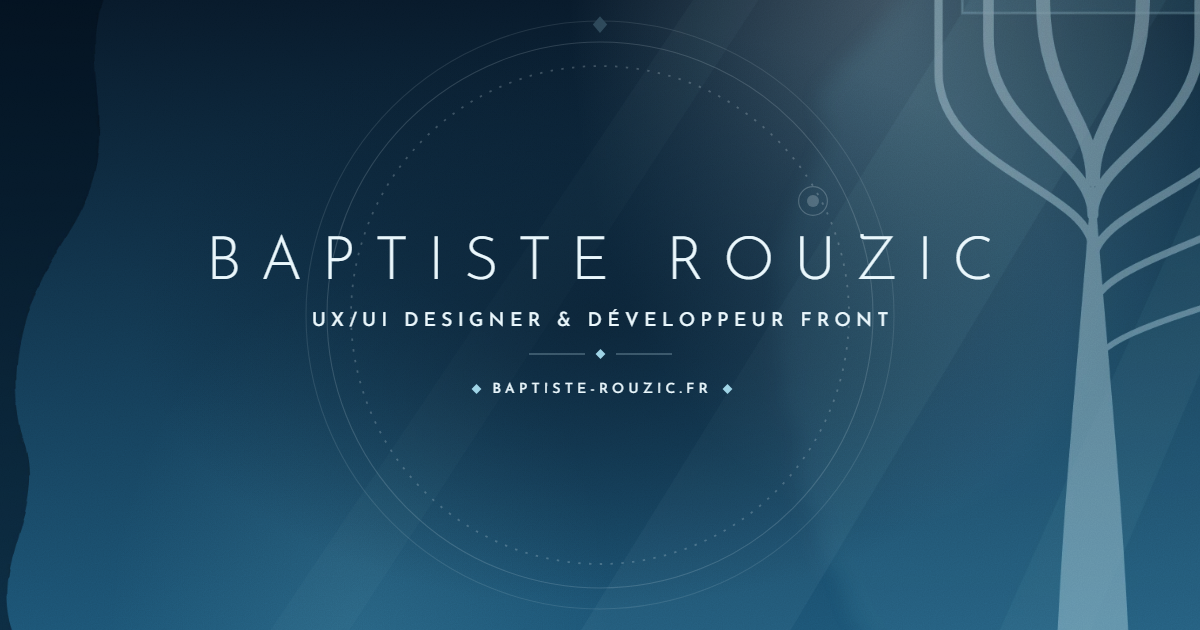 BAPTISTE ROUZIC
UX/UI DESIGNER & DÉVELOPPEUR FRONT
BAPTISTE-ROUZIC.FR